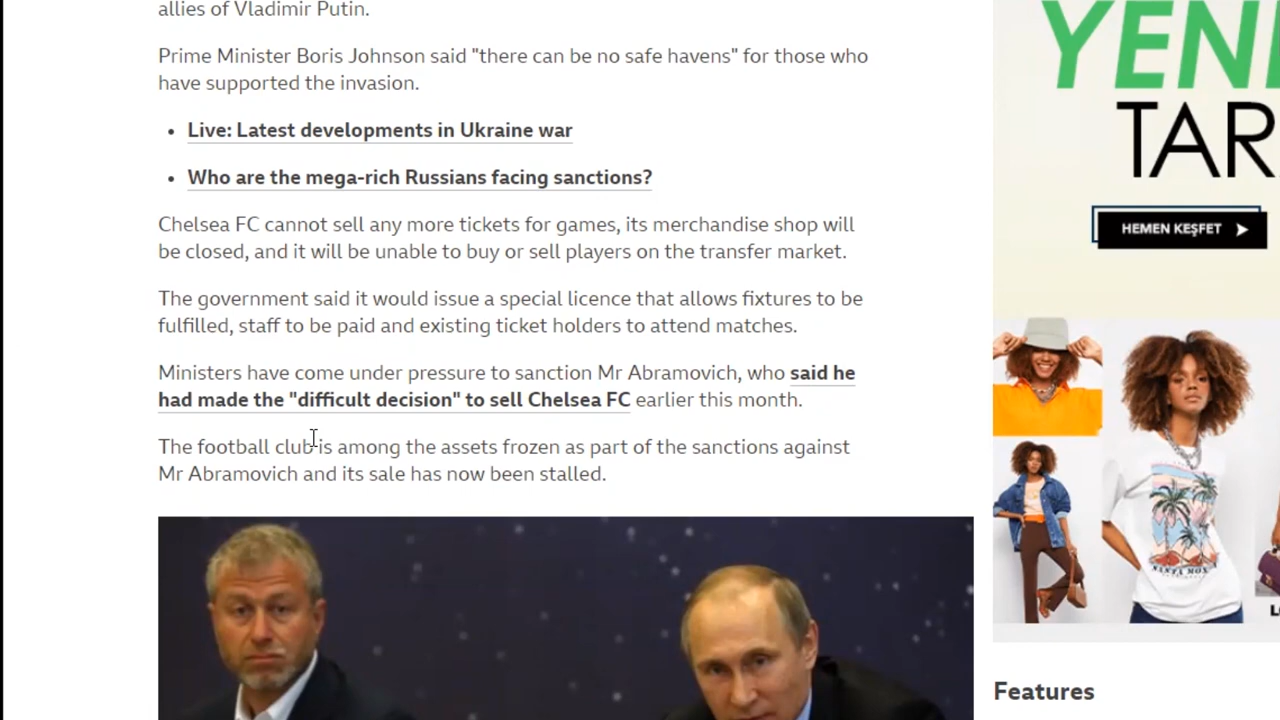 allies of Vladimir Putin.
Prime Minister Boris Johnson said "there can be no safe havens" for those who
have supported the invasion.
• Live: Latest developments in Ukraine war
• Who are the mega-rich Russians facing sanctions?
Chelsea FC cannot sell any more tickets for games, its merchandise shop will
be closed, and it will be unable to buy or sell players on the transfer market.
The government said it would issue a special licence that allows fixtures to be
fulfilled, staff to be paid and existing ticket holders to attend matches.
Ministers have come under pressure to sanction Mr Abramovich, who said he
had made the "difficult decision" to sell Chelsea FC earlier this month.
The football club is among the assets frozen as part of the sanctions against
Mr Abramovich and its sale has now been stalled.
YENİ
TAR
HEMEN KEŞFET
Features